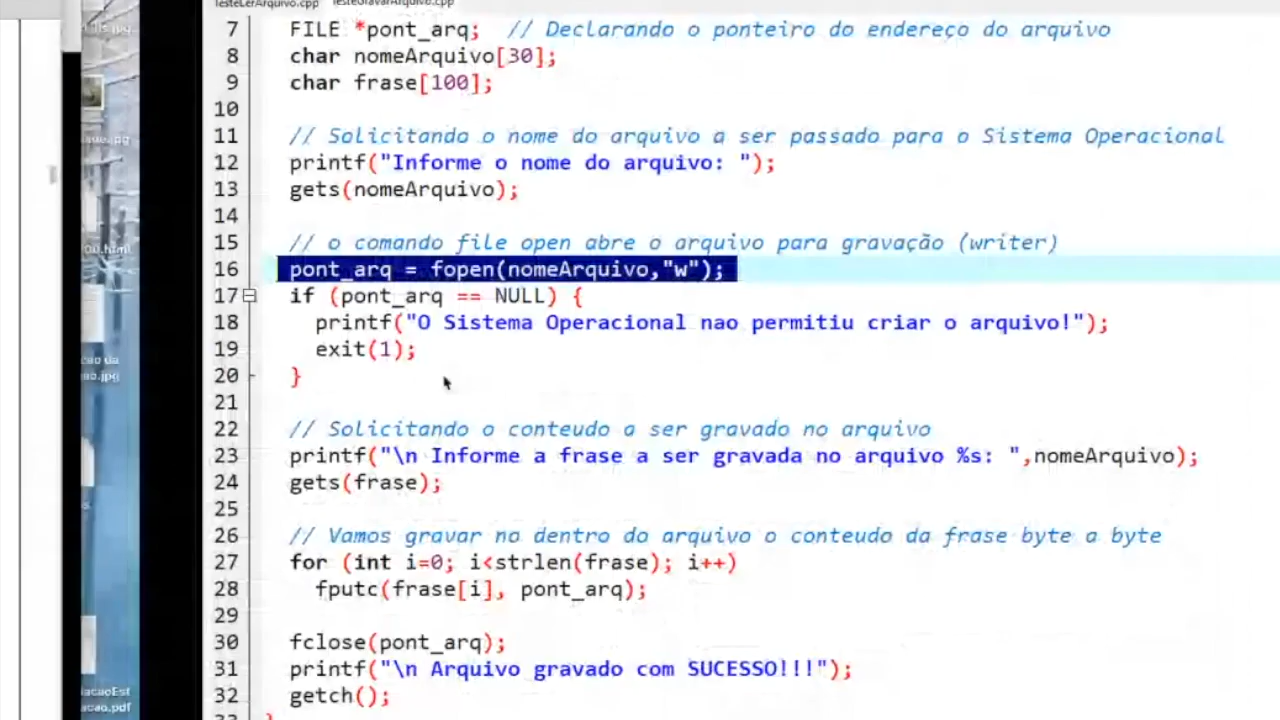 TesteLerArquivo.cpp TesteGravarArquivo.cpp
7 FILE *pont_arq; // Declarando o ponteiro do endereço do arquivo
8 char nomeArquivo[30];
9 char frase[100];
10
11 // Solicitando o nome do arquivo a ser passado para o Sistema Operacional
12 printf("Informe o nome do arquivo: ");
13 gets(nomeArquivo);
14
15 // o comando file open abre o arquivo para gravação (writer)
16 pont_arq = fopen(nomeArquivo,"w");
17 if (pont_arq == NULL) {
18 printf("O Sistema Operacional nao permitiu criar o arquivo!");
19 exit(1);
20 }
21
22 // Solicitando o conteudo a ser gravado no arquivo
23 printf("\n Informe a frase a ser gravada no arquivo %s: ",nomeArquivo);
24 gets(frase);
25
26 // Vamos gravar no dentro do arquivo o conteudo da frase byte a byte
27 for (int i=0; i<strlen(frase); i++)
28 fputc(frase[i], pont_arq);
29
30 fclose(pont_arq);
31 printf("\n Arquivo gravado com SUCESSO!!!");
32 getch();
33 }